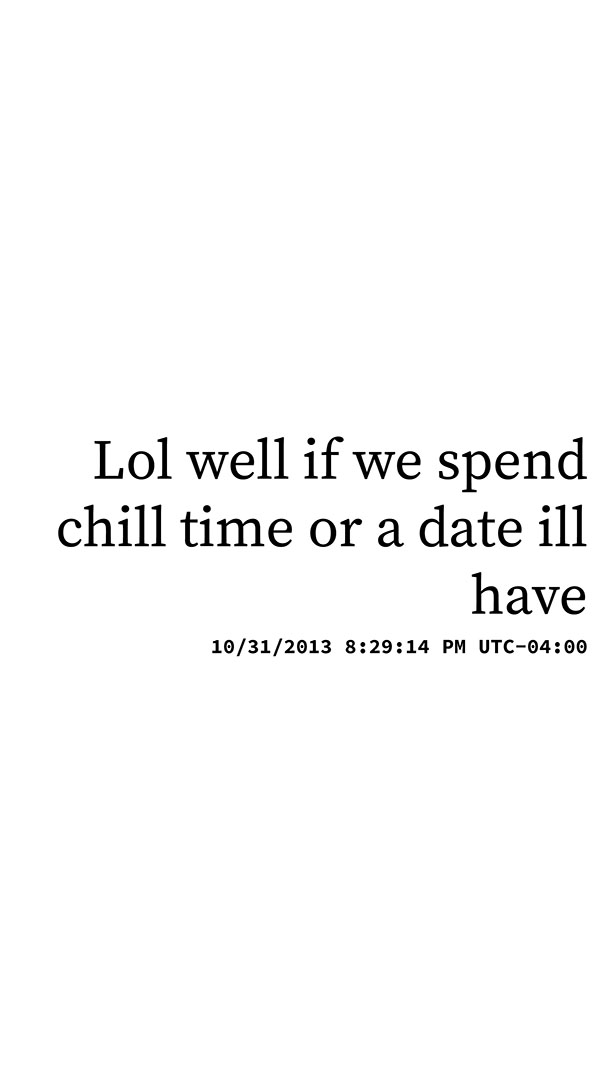 Lol well if we spend
chill time or a date ill
have
10/31/2013 8:29:14 PM UTC-04:00